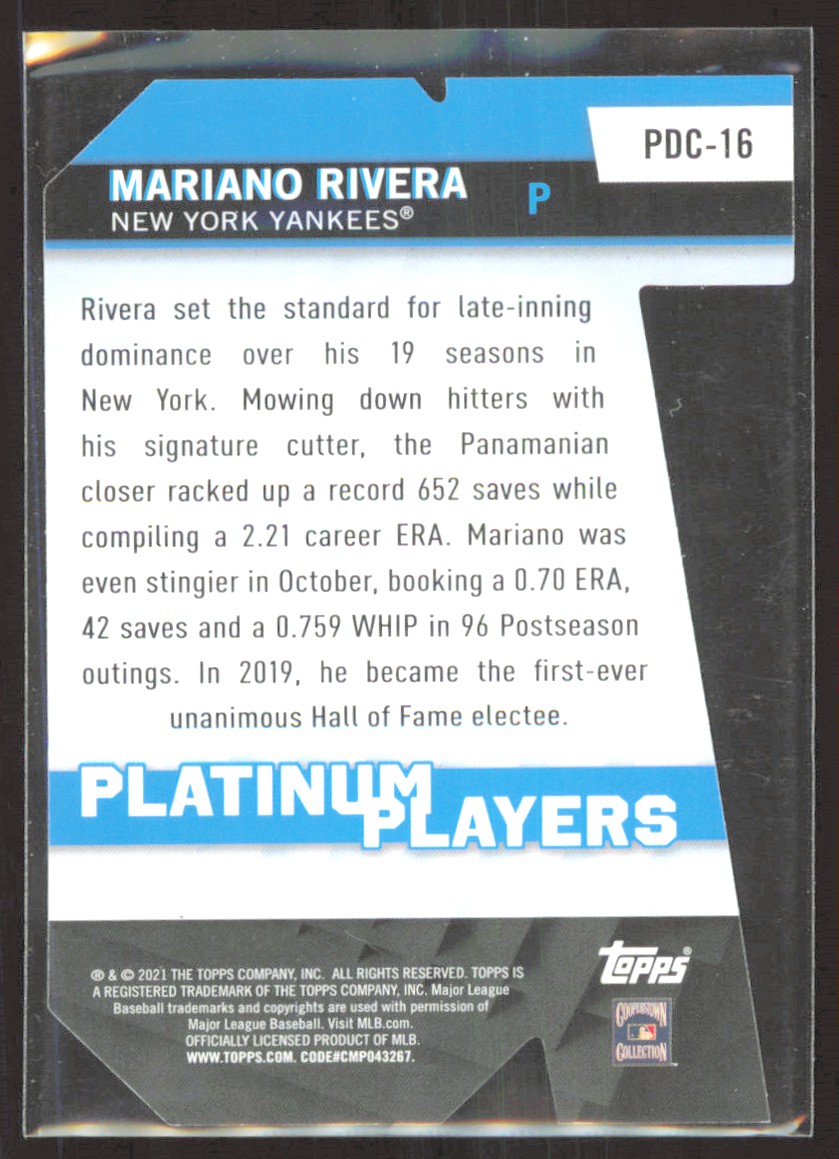 PDC-16
MARIANO RIVERA
P
NEW YORK YANKEES®
Rivera set the standard for late-inning
dominance over his 19 seasons in
New York. Mowing down hitters with
his signature cutter, the Panamanian
closer racked up a record 652 saves while
compiling a 2.21 career ERA. Mariano was
even stingier in October, booking a 0.70 ERA,
42 saves and a 0.759 WHIP in 96 Postseason
outings. In 2019, he became the first-ever
unanimous Hall of Fame electee.
PLATINUM
PLAYERS
topps®
® & © 2021 THE TOPPS COMPANY, INC. ALL RIGHTS RESERVED. TOPPS IS
A REGISTERED TRADEMARK OF THE TOPPS COMPANY, INC. Major League
Baseball trademarks and copyrights are used with permission of
Major League Baseball. Visit MLB.com.
OFFICIALLY LICENSED PRODUCT OF MLB.
WWW.TOPPS.COM. CODE#CMP043267.
COOPERSTOWN
COLLECTION